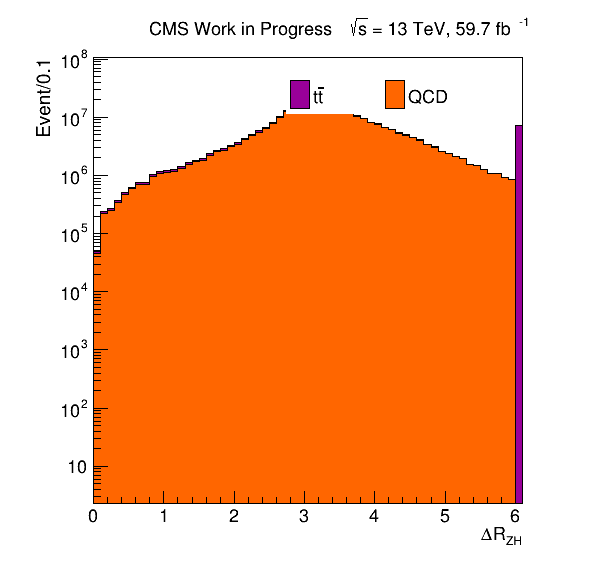 CMS Work in Progress √s = 13 TeV, 59.7 fb⁻¹
Event/0.1
10⁸
10⁷
10⁶
10⁵
10⁴
10³
10²
10
tt̄ QCD
0 1 2 3 4 5 6
ΔR_ZH